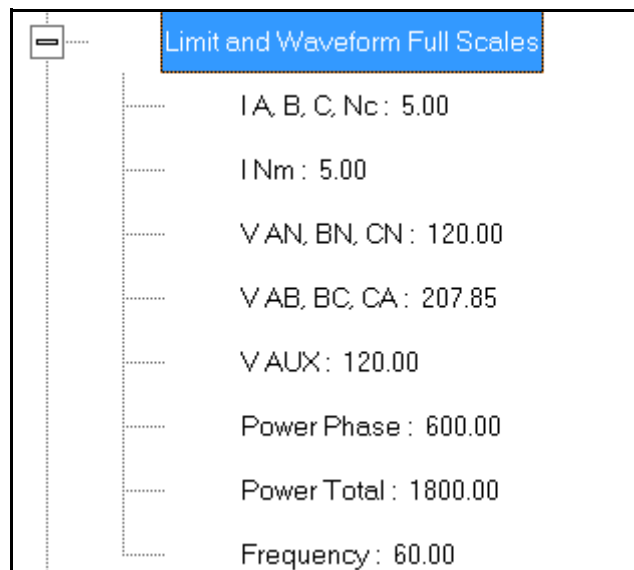 Limit and Waveform Full Scales
I A, B, C, Nc : 5.00
I Nm : 5.00
V AN, BN, CN : 120.00
V AB, BC, CA : 207.85
V AUX : 120.00
Power Phase : 600.00
Power Total : 1800.00
Frequency : 60.00